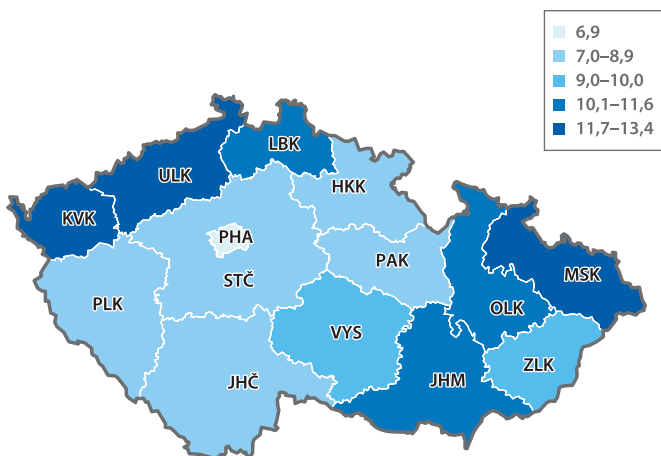 6,9
7,0–8,9
9,0–10,0
10,1–11,6
11,7–13,4
LBK
ULK
HKK
KVK
PHA
PAK
MSK
STČ
PLK
OLK
VYS
ZLK
JHČ
JHM